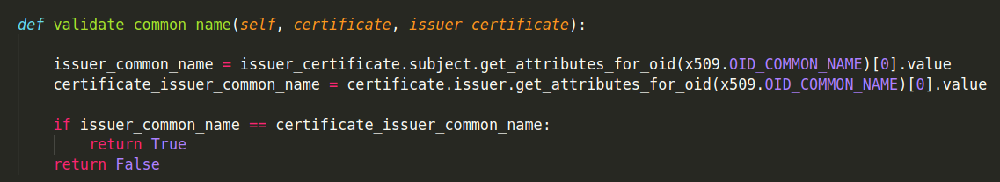 def validate_common_name(self, certificate, issuer_certificate):
issuer_common_name = issuer_certificate.subject.get_attributes_for_oid(x509.OID_COMMON_NAME)[0].value
certificate_issuer_common_name = certificate.issuer.get_attributes_for_oid(x509.OID_COMMON_NAME)[0].value
if issuer_common_name == certificate_issuer_common_name:
return True
return False